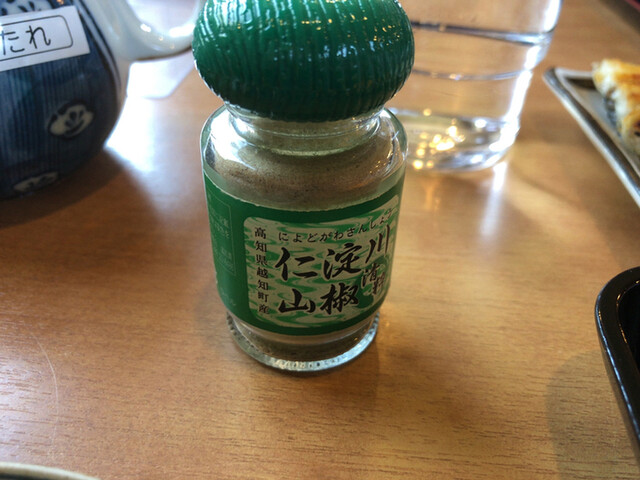 たれ
によどがわさんしょう
仁淀川
山椒
高知県越知町産